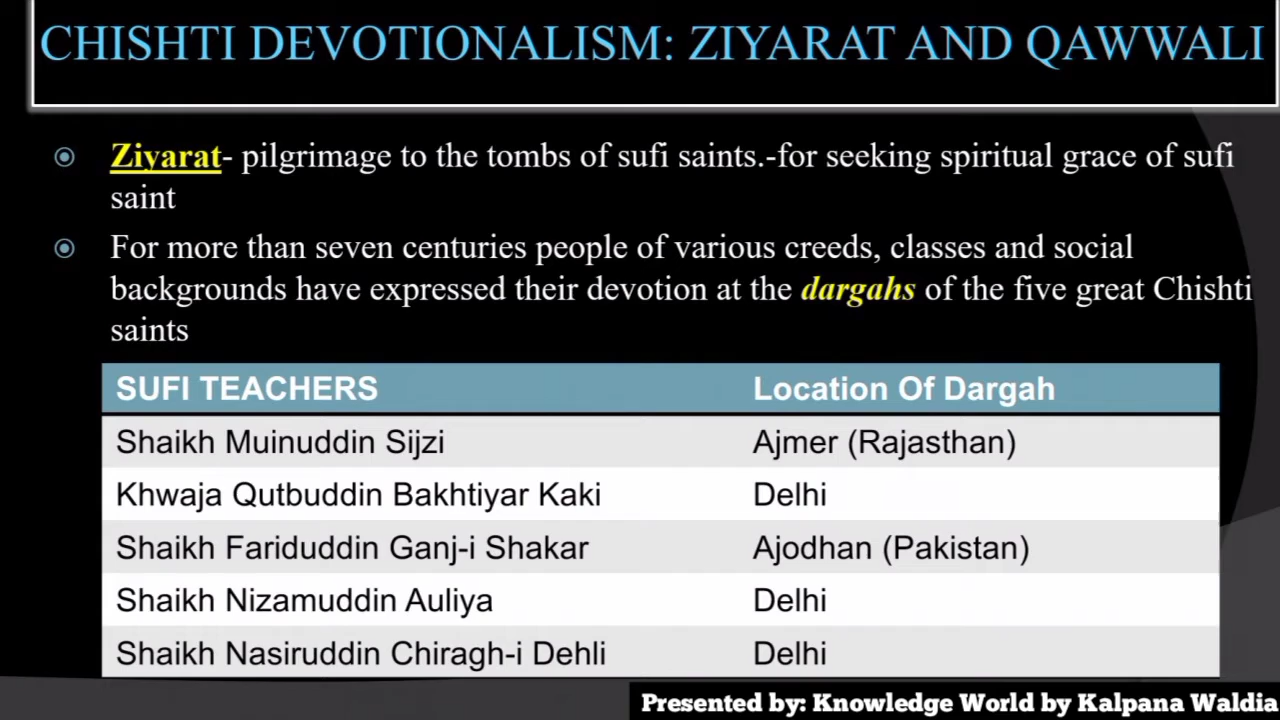 CHISHTI DEVOTIONALISM: ZIYARAT AND QAWWALI
Ziyarat- pilgrimage to the tombs of sufi saints.-for seeking spiritual grace of sufi
saint
For more than seven centuries people of various creeds, classes and social
backgrounds have expressed their devotion at the dargahs of the five great Chishti
saints
SUFI TEACHERS Location Of Dargah
Shaikh Muinuddin Sijzi Ajmer (Rajasthan)
Khwaja Qutbuddin Bakhtiyar Kaki Delhi
Shaikh Fariduddin Ganj-i Shakar Ajodhan (Pakistan)
Shaikh Nizamuddin Auliya Delhi
Shaikh Nasiruddin Chiragh-i Dehli Delhi
Presented by: Knowledge World by Kalpana Waldia